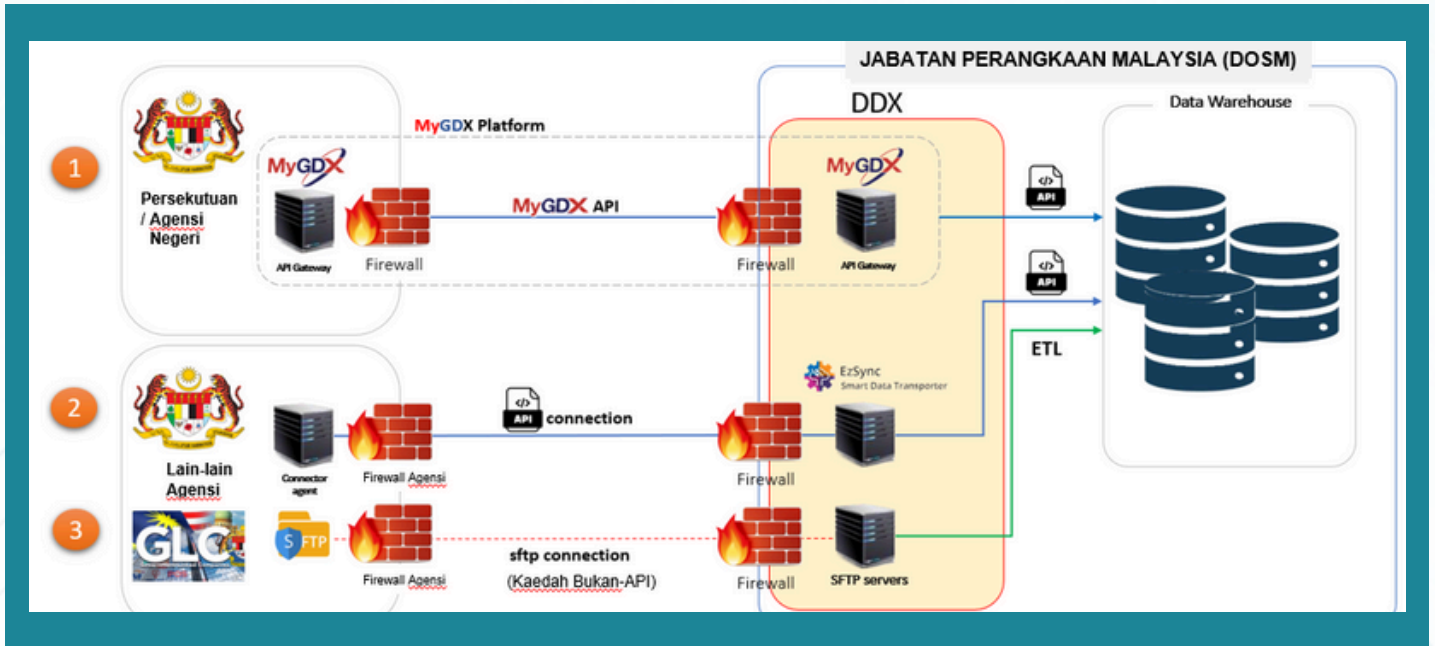 JABATAN PERANGKAAN MALAYSIA (DOSM)
DDX
Data Warehouse
MyGDX Platform
1
MyGDX
MyGDX
Persekutuan
/ Agensi
Negeri
MyGDX API
API Gateway
Firewall
Firewall
API Gateway
</>
API
</>
API
ETL
EzSync
Smart Data Transporter
2
</>
API connection
Lain-lain
Agensi
Connector
agent
Firewall Agensi
Firewall
3
GLC
SFTP
sftp connection
(Kaedah Bukan-API)
Firewall Agensi
Firewall
SFTP servers